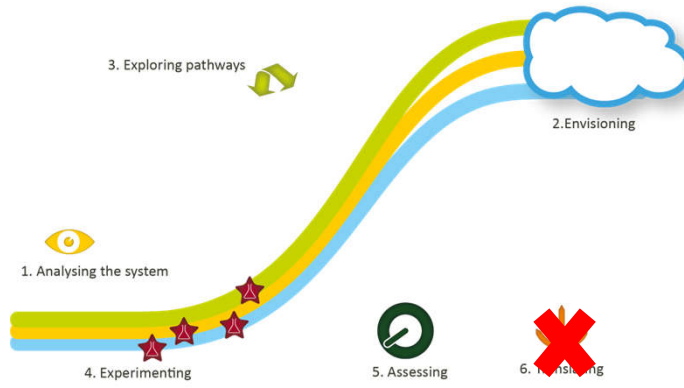 3. Exploring pathways
2.Envisioning
1. Analysing the system
4. Experimenting
5. Assessing
6.